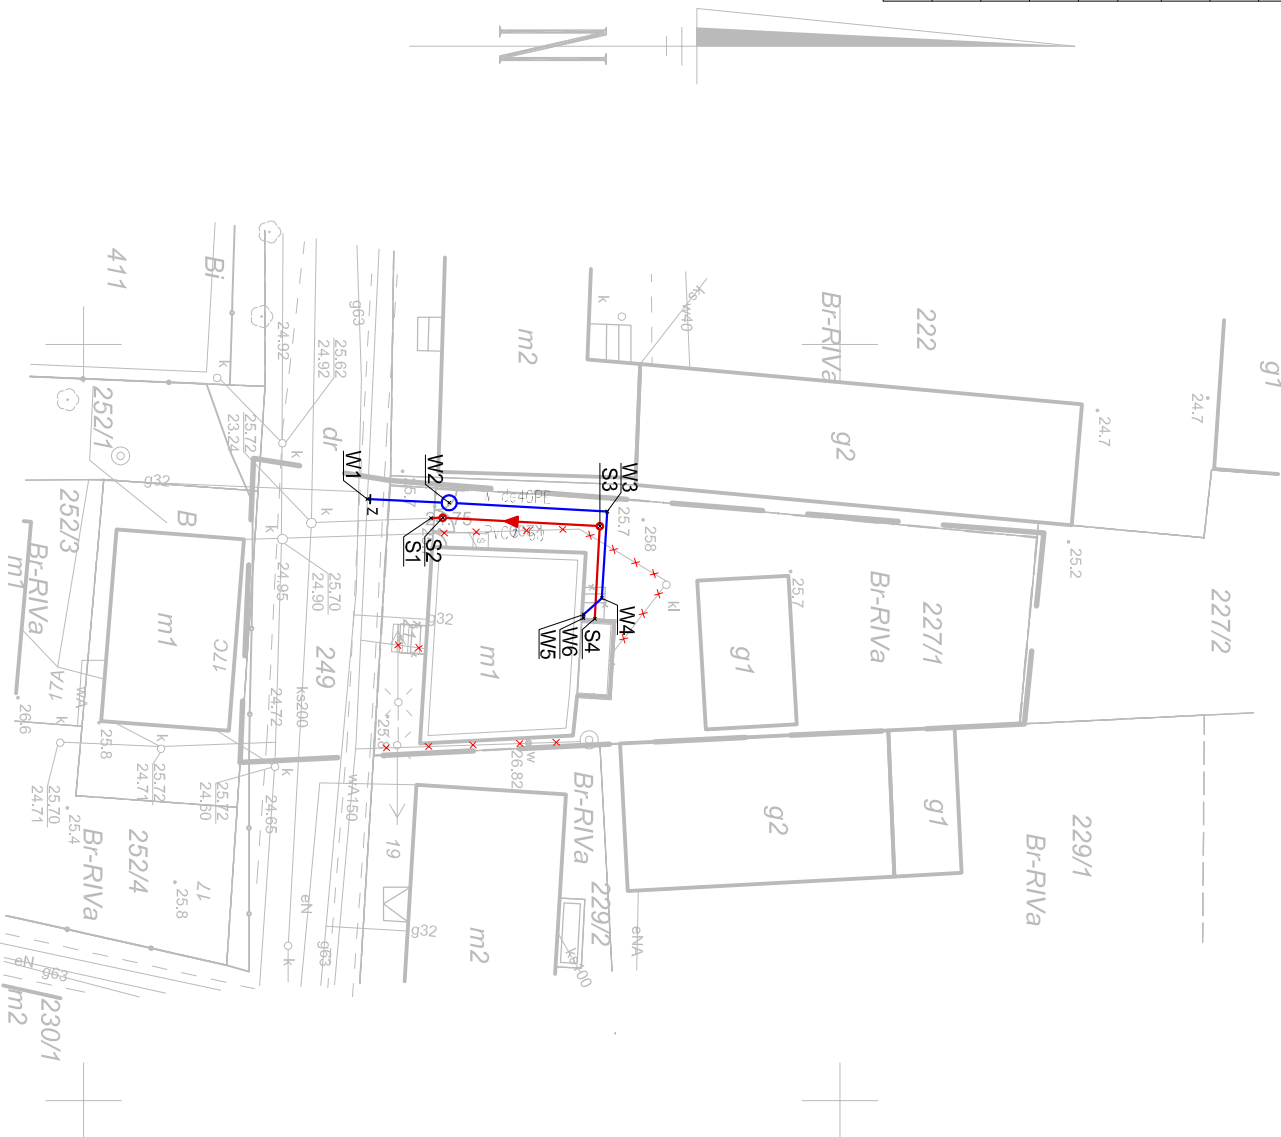 N
411
Bi
222
Br-RIVa
g1
m2
k
w40
g63
24.92
25.62
24.92
k
24.7
24.7
252/1
dr
25.72
23.24
k
g2
W1
W2
S3
W3
g32
z
252/3
B
k
25.7
258
25.2
S1
S2
Br-RIVa
m1
24.95
25.70
24.90
kl
25.7
Br-RIVa
227/1
227/2
g32
W4
W5
W6
S4
m1
17C
249
m1
g1
17A
wA
24.72
ks200
26.6
k
25.8
k
k
w
26.82
25.70
24.71
25.72
24.71
25.72
24.60
24.65
wA150
Br-RIVa
g2
g1
229/1
Br-RIVa
25.4
Br-RIVa
252/4
17
25.8
19
eN
g32
m2
229/2
eNA
k
g63
eN
g63
m2
230/1